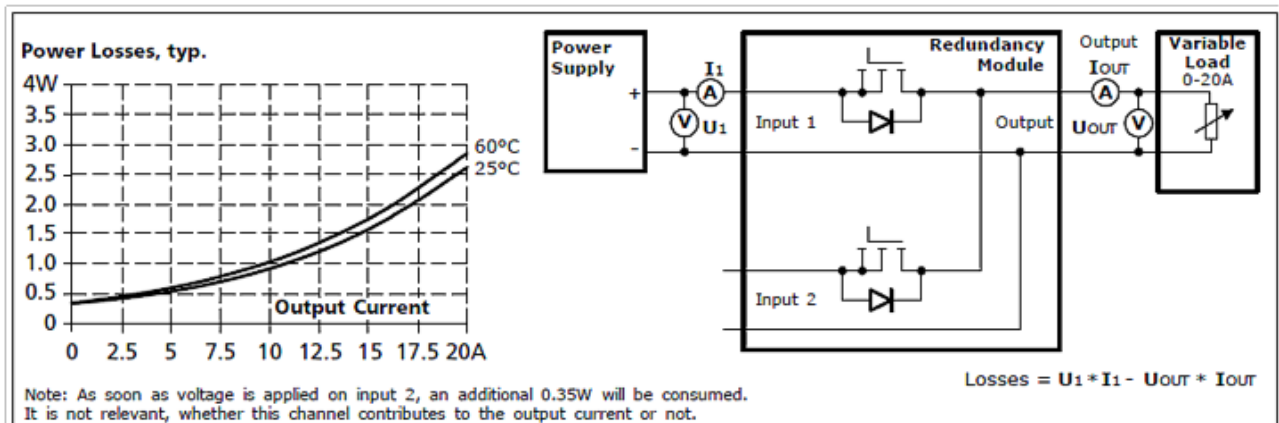 Power Losses, typ.
4W
3.5
3.0
2.5
2.0
1.5
1.0
0.5
0
60°C
25°C
Output Current
0 2.5 5 7.5 10 12.5 15 17.5 20A
Power
Supply
+
-
I1
A
V U1
Redundancy
Module
Input 1
Output
Input 2
Output
IOUT
A
UOUT V
Variable
Load
0-20A
Losses = U1*I1 - UOUT * IOUT
Note: As soon as voltage is applied on input 2, an additional 0.35W will be consumed.
It is not relevant, whether this channel contributes to the output current or not.